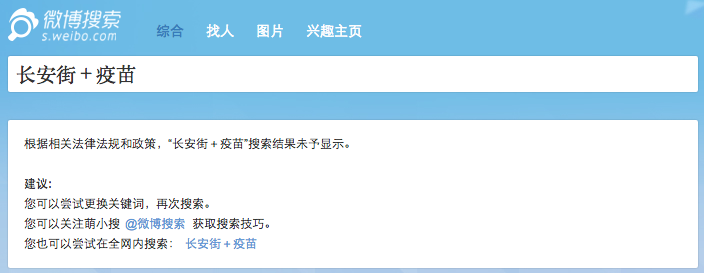 微博搜索
s.weibo.com
综合 找人 图片 兴趣主页
长安街+疫苗
根据相关法律法规和政策，“长安街+疫苗”搜索结果未予显示。
建议:
您可以尝试更换关键词，再次搜索。
您可以关注萌小搜 @微博搜索 获取搜索技巧。
您也可以尝试在全网内搜索： 长安街+疫苗